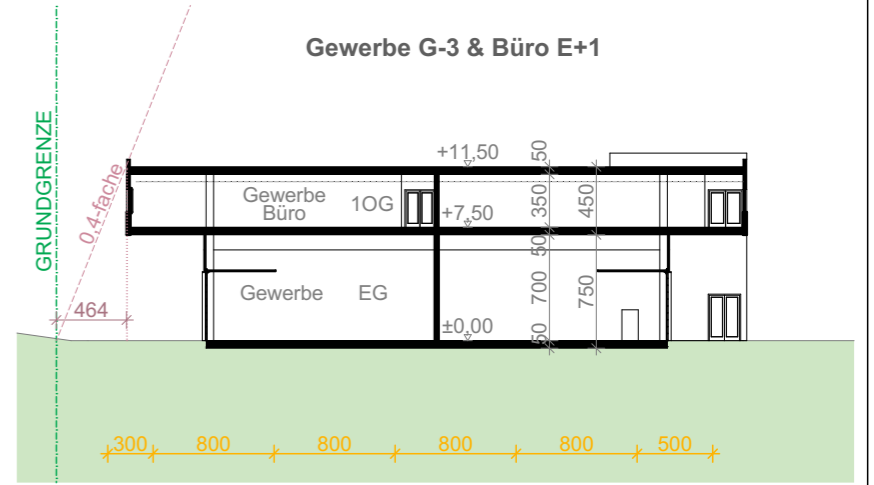 Gewerbe G-3 & Büro E+1
GRUNDGRENZE
0,4-fache
464
+11,50
50
Gewerbe
Büro
1OG
+7,50
350
450
50
Gewerbe EG
700
750
±0,00
50
300 800 800 800 800 500